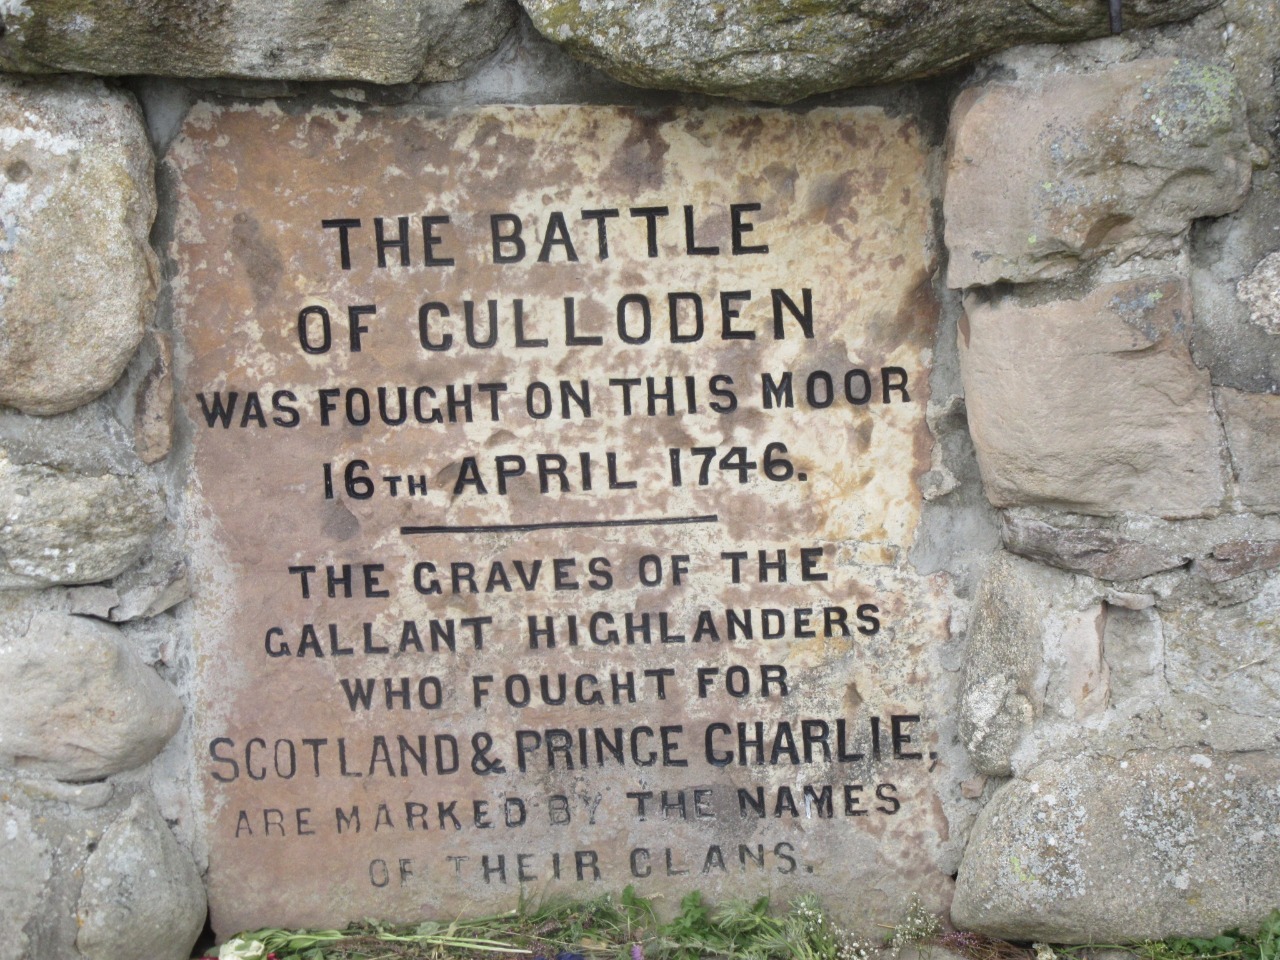 THE BATTLE
OF CULLODEN
WAS FOUGHT ON THIS MOOR
16TH APRIL 1746.
THE GRAVES OF THE
GALLANT HIGHLANDERS
WHO FOUGHT FOR
SCOTLAND & PRINCE CHARLIE,
ARE MARKED BY THE NAMES
OF THEIR CLANS.